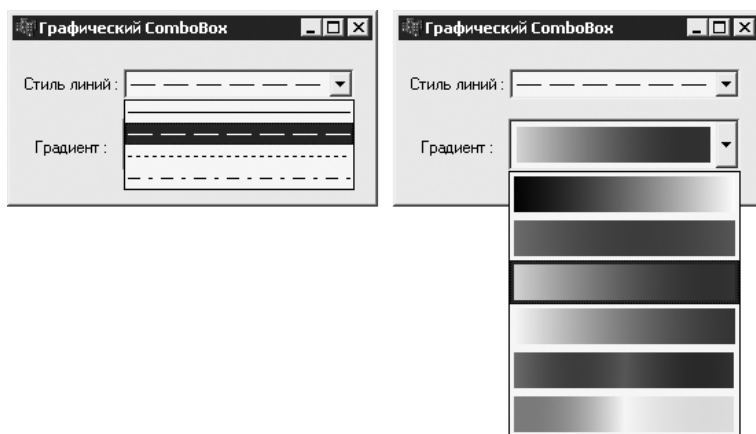 Графический ComboBox
Стиль линий :
Градиент :
Графический ComboBox
Стиль линий :
Градиент :